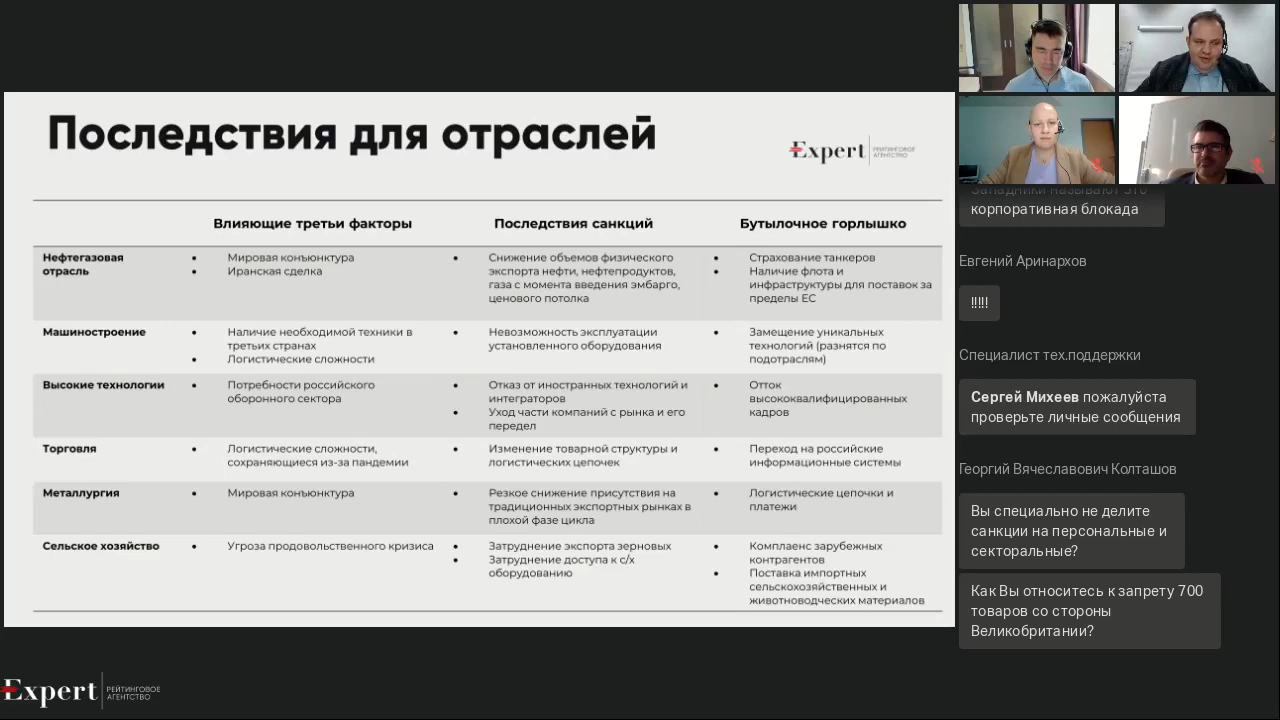 Последствия для отраслей
Expert
РЕЙТИНГОВОЕ
АГЕНТСТВО
Влияющие третьи факторы
Последствия санкций
Бутылочное горлышко
Нефтегазовая
отрасль
• Мировая конъюнктура
• Иранская сделка
• Снижение объемов физического
экспорта нефти, нефтепродуктов,
газа с момента введения эмбарго,
ценового потолка
• Страхование танкеров
• Наличие флота и
инфраструктуры для поставок за
пределы ЕС
Машиностроение
• Наличие необходимой техники в
третьих странах
• Логистические сложности
• Невозможность эксплуатации
установленного оборудования
• Замещение уникальных
технологий (разнятся по
подотраслям)
Высокие технологии
• Потребности российского
оборонного сектора
• Отказ от иностранных технологий и
интеграторов
• Уход части компаний с рынка и его
передел
• Отток
высококвалифицированных
кадров
Торговля
• Логистические сложности,
сохраняющиеся из-за пандемии
• Изменение товарной структуры и
логистических цепочек
• Переход на российские
информационные системы
Металлургия
• Мировая конъюнктура
• Резкое снижение присутствия на
традиционных экспортных рынках в
плохой фазе цикла
• Логистические цепочки и
платежи
Сельское хозяйство
• Угроза продовольственного кризиса
• Затруднение экспорта зерновых
• Затруднение доступа к с/х
оборудованию
• Комплаенс зарубежных
контрагентов
• Поставка импортных
сельскохозяйственных и
животноводческих материалов
Expert
РЕЙТИНГОВОЕ
АГЕНТСТВО
Западники называют это
корпоративная блокада
Евгений Аринархов
!!!!!
Специалист тех.поддержки
Сергей Михеев пожалуйста
проверьте личные сообщения
Георгий Вячеславович Колташов
Вы специально не делите
санкции на персональные и
секторальные?
Как Вы относитесь к запрету 700
товаров со стороны
Великобритании?